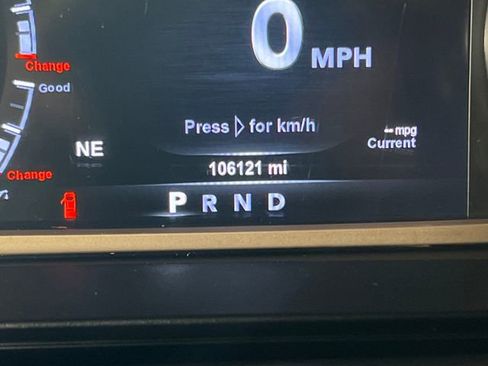 0 MPH
Change
Good
Press ▷ for km/h
-- mpg
Current
NE
106121 mi
Change
P R N D